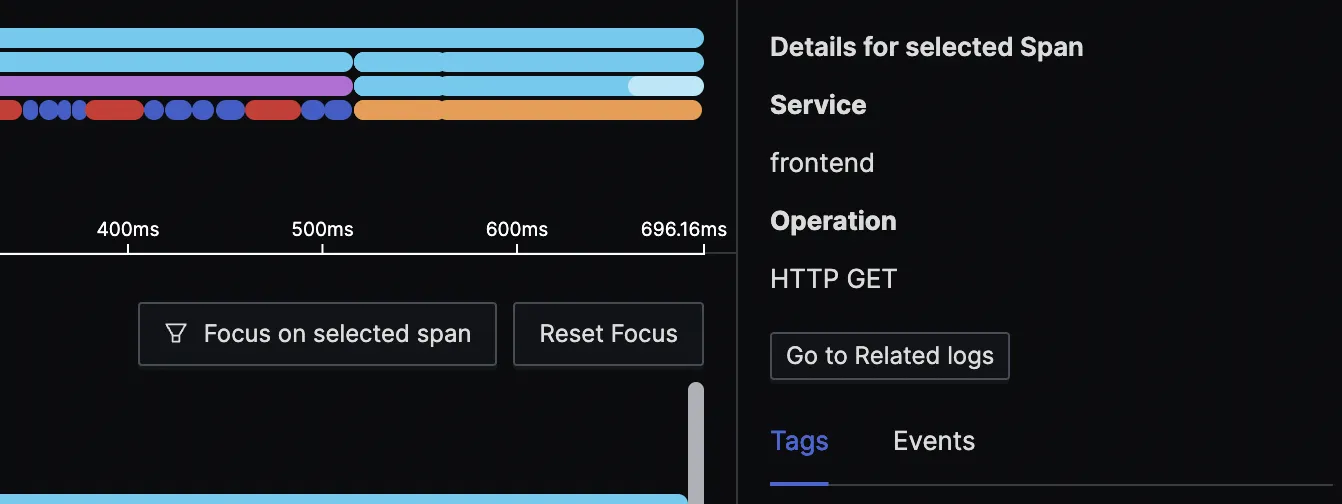 400ms 500ms 600ms 696.16ms
Focus on selected span Reset Focus
Details for selected Span
Service
frontend
Operation
HTTP GET
Go to Related logs
Tags Events